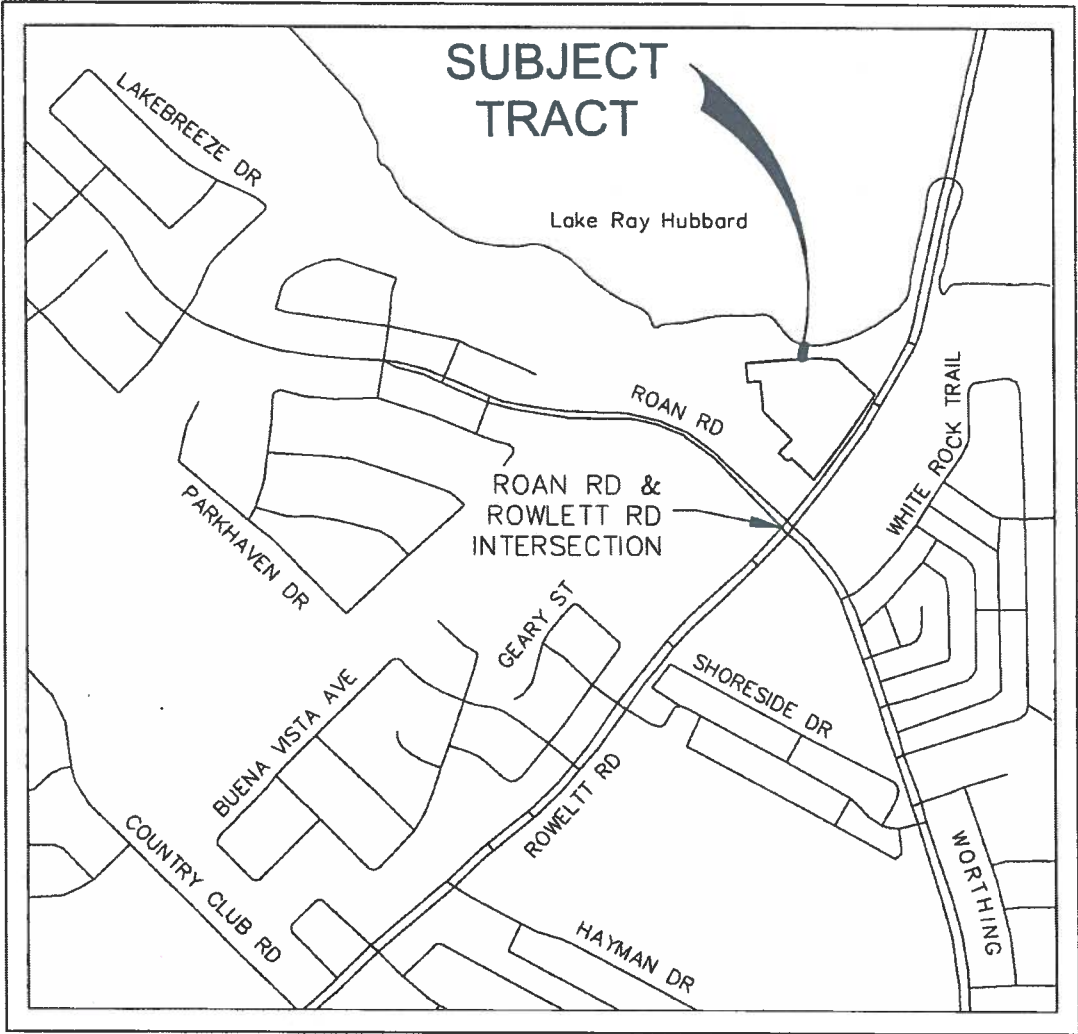 SUBJECT
TRACT
LAKEBREEZE DR
Lake Ray Hubbard
ROAN RD
WHITE ROCK TRAIL
ROAN RD &
ROWLETT RD
INTERSECTION
PARKHAVEN DR
GEARY ST
SHORESIDE DR
BUENA VISTA AVE
ROWELTT RD
COUNTRY CLUB RD
WORTHING
HAYMAN DR